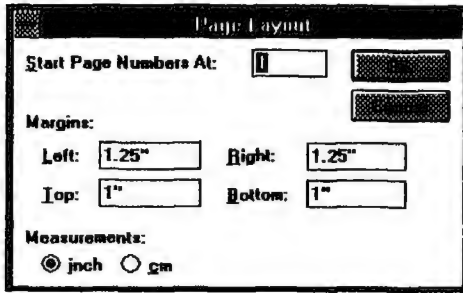 Page Layout
Start Page Numbers At:
Cancel
Margins:
Left: 1.25" Right: 1.25"
Top: 1" Bottom: 1"
Measurements:
inch cm